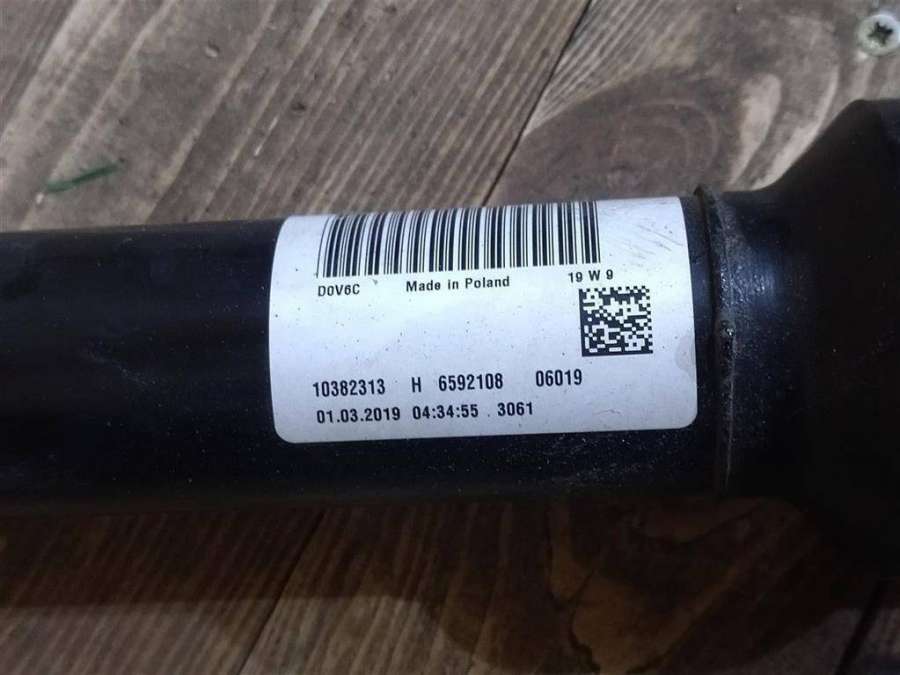 D0V6C Made in Poland 19 W 9
10382313 H 6592108 06019
01.03.2019 04:34:55 . 3061